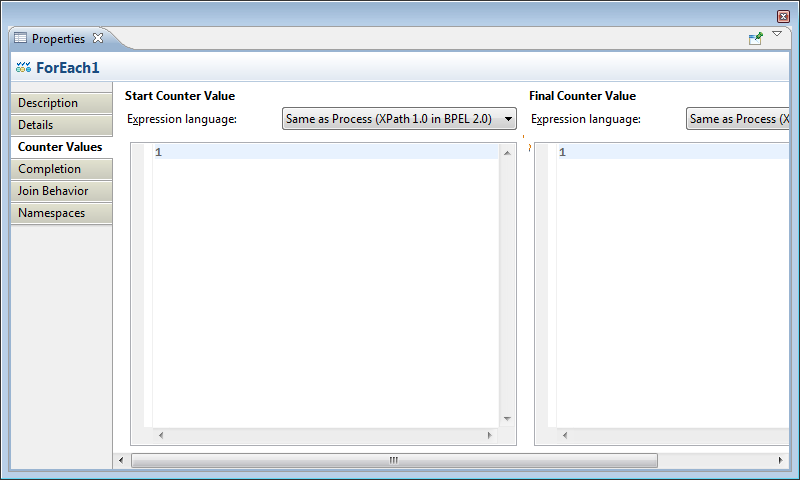 Properties
ForEach1
Description
Details
Counter Values
Completion
Join Behavior
Namespaces
Start Counter Value
Expression language: Same as Process (XPath 1.0 in BPEL 2.0)
1
Final Counter Value
Expression language: Same as Process (X
1